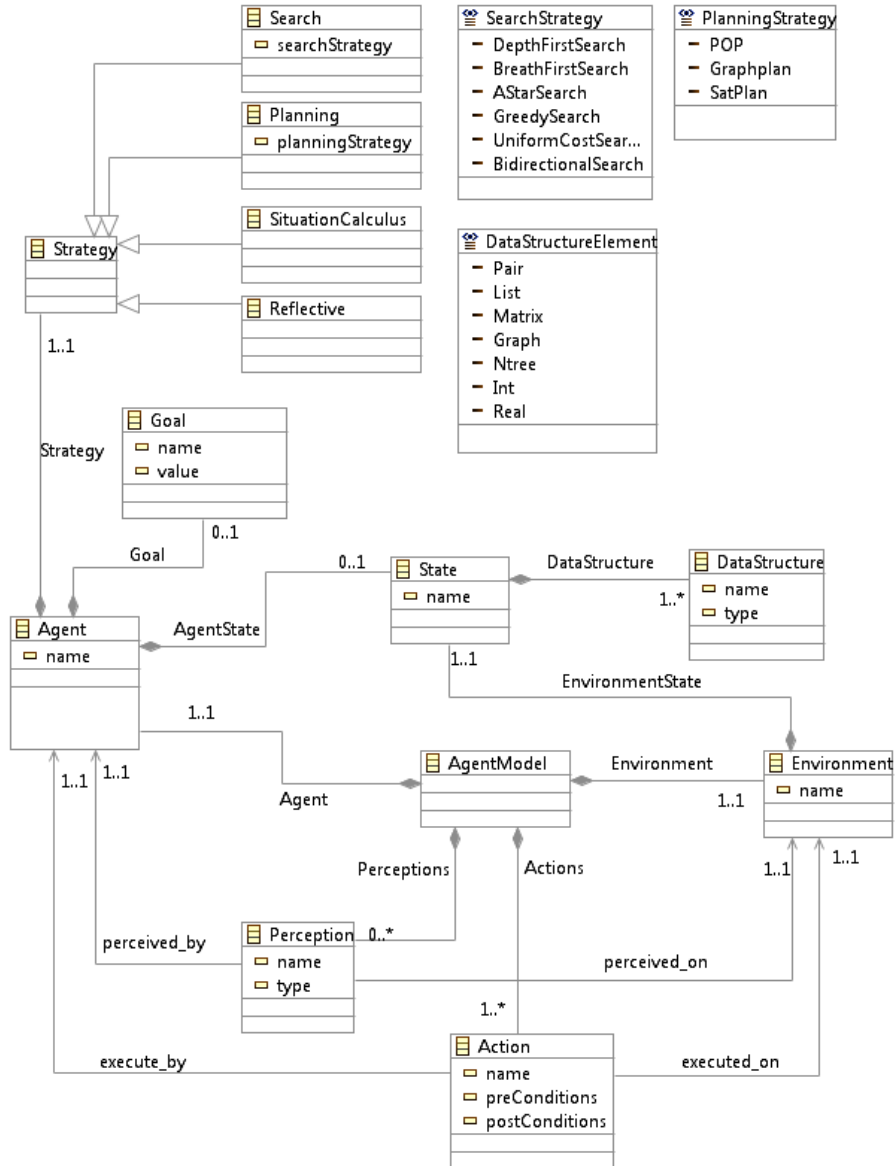 Search
searchStrategy
SearchStrategy
DepthFirstSearch
BreathFirstSearch
AStarSearch
GreedySearch
UniformCostSear...
BidirectionalSearch
PlanningStrategy
POP
Graphplan
SatPlan
Planning
planningStrategy
SituationCalculus
Strategy
Reflective
DataStructureElement
Pair
List
Matrix
Graph
Ntree
Int
Real
1..1
Strategy
Goal
name
value
0..1
Goal
0..1
State
name
DataStructure
1..*
DataStructure
name
type
Agent
name
AgentState
1..1
EnvironmentState
1..1
AgentModel
Environment
1..1
Environment
name
1..1
1..1
Agent
Perceptions
Actions
1..1
1..1
perceived_by
Perception
name
type
0..*
perceived_on
1..*
execute_by
Action
name
preConditions
postConditions
executed_on